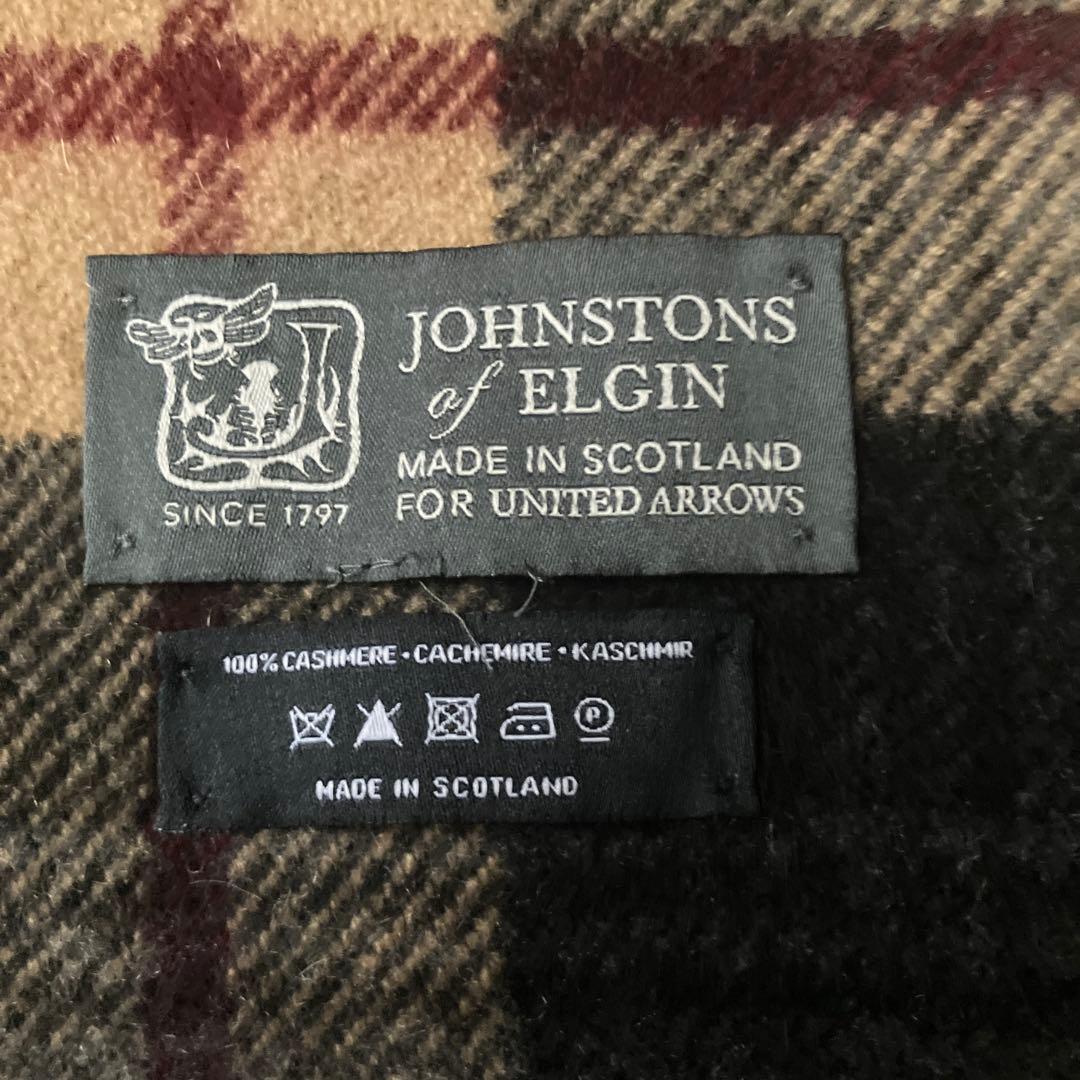 JOHNSTONS
of ELGIN
MADE IN SCOTLAND
FOR UNITED ARROWS
SINCE 1797
100% CASHMERE • CACHEMIRE • KASCHMIR
P
MADE IN SCOTLAND